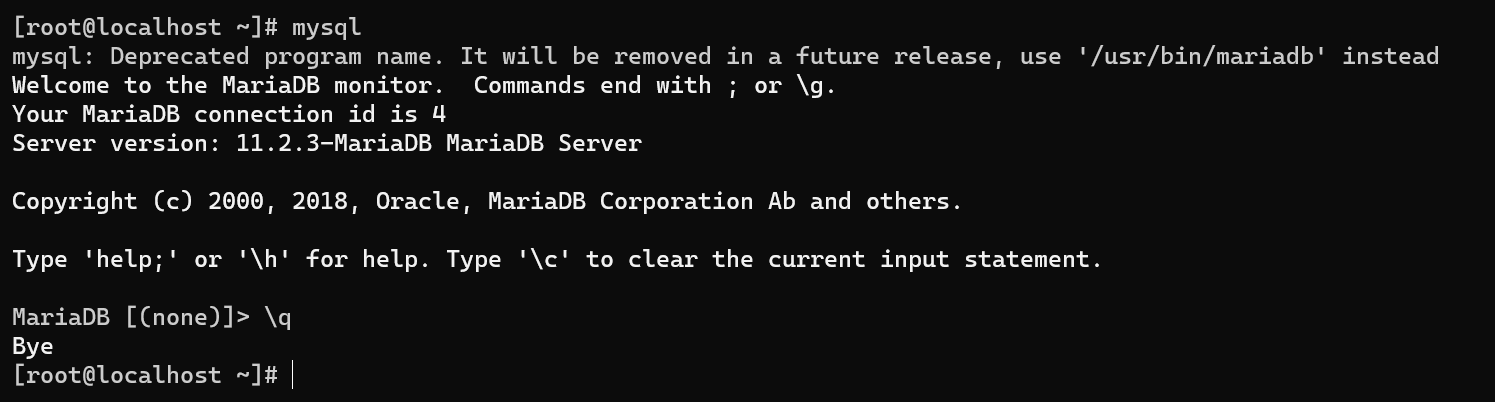 [root@localhost ~]# mysql
mysql: Deprecated program name. It will be removed in a future release, use '/usr/bin/mariadb' instead
Welcome to the MariaDB monitor.  Commands end with ; or \g.
Your MariaDB connection id is 4
Server version: 11.2.3-MariaDB MariaDB Server

Copyright (c) 2000, 2018, Oracle, MariaDB Corporation Ab and others.

Type 'help;' or '\h' for help. Type '\c' to clear the current input statement.

MariaDB [(none)]> \q
Bye
[root@localhost ~]#